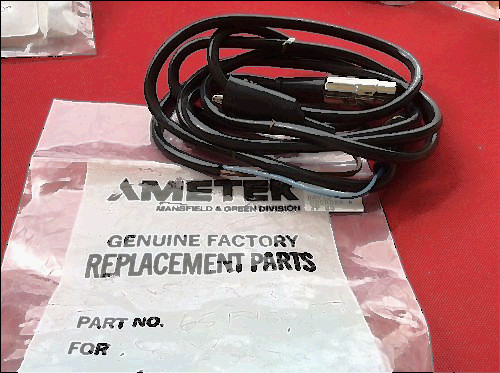 AMETEK
MANSFIELD & GREEN DIVISION
GENUINE FACTORY
REPLACEMENT PARTS
PART NO.
FOR